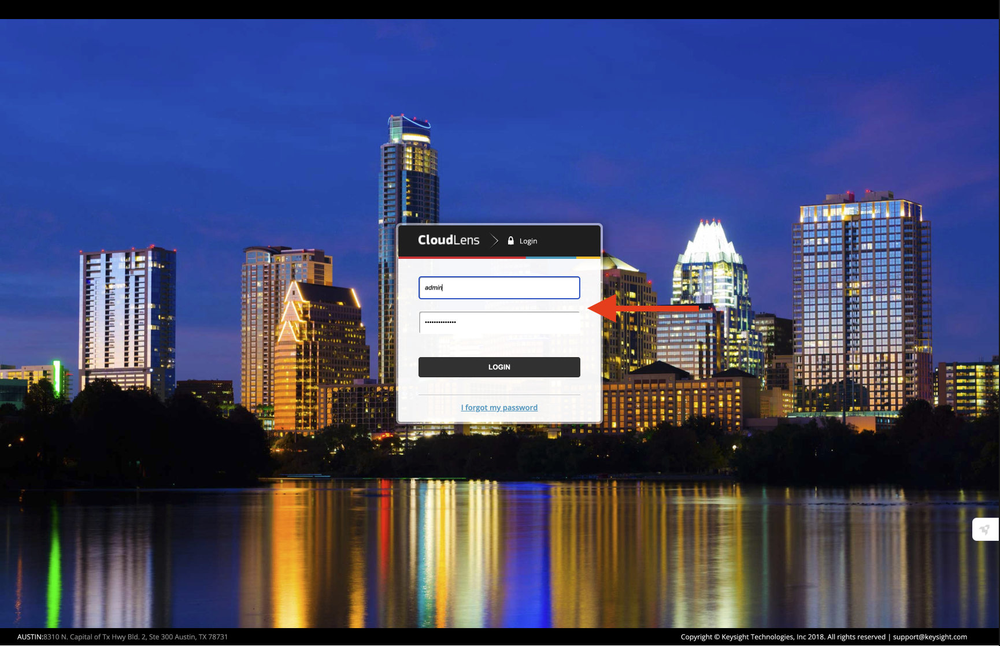 CloudLens
Login
admin
••••••••••••••
LOGIN
I forgot my password
AUSTIN:8310 N. Capital of Tx Hwy Bld. 2, Ste 300 Austin, TX 78731
Copyright © Keysight Technologies, Inc 2018. All rights reserved | support@keysight.com